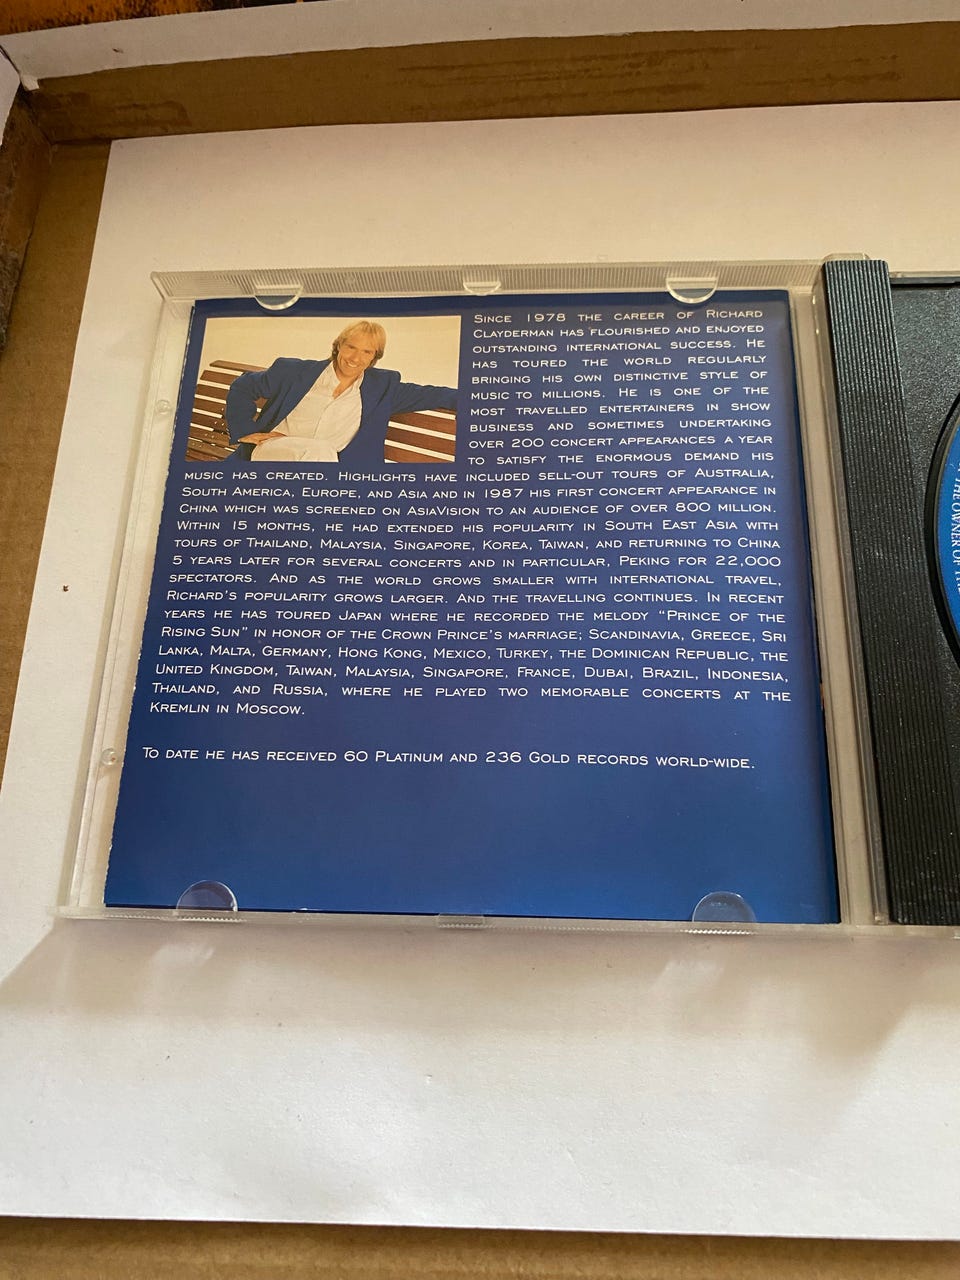 Since 1978 the career of Richard
Clayderman has flourished and enjoyed
outstanding international success. He
has toured the world regularly
bringing his own distinctive style of
music to millions. He is one of the
most travelled entertainers in show
business and sometimes undertaking
over 200 concert appearances a year
to satisfy the enormous demand his
music has created. Highlights have included sell-out tours of Australia,
South America, Europe, and Asia and in 1987 his first concert appearance in
China which was screened on AsiaVision to an audience of over 800 million.
Within 15 months, he had extended his popularity in South East Asia with
tours of Thailand, Malaysia, Singapore, Korea, Taiwan, and returning to China
5 years later for several concerts and in particular, Peking for 22,000
spectators. And as the world grows smaller with international travel,
Richard's popularity grows larger. And the travelling continues. In recent
years he has toured Japan where he recorded the melody "Prince of the
Rising Sun" in honor of the Crown Prince's marriage; Scandinavia, Greece, Sri
Lanka, Malta, Germany, Hong Kong, Mexico, Turkey, the Dominican Republic, the
United Kingdom, Taiwan, Malaysia, Singapore, France, Dubai, Brazil, Indonesia,
Thailand, and Russia, where he played two memorable concerts at the
Kremlin in Moscow.
To date he has received 60 Platinum and 236 Gold records world-wide.
THE OWNER OF THE